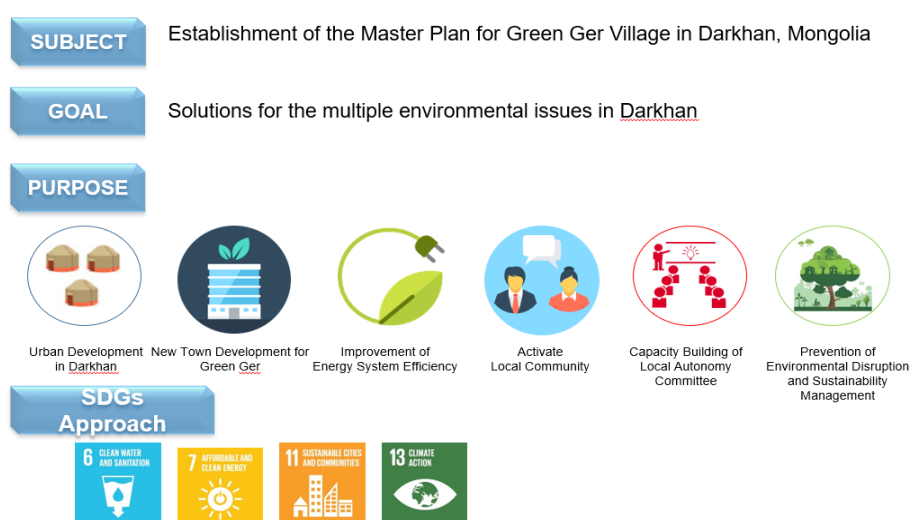 SUBJECT
Establishment of the Master Plan for Green Ger Village in Darkhan, Mongolia
GOAL
Solutions for the multiple environmental issues in Darkhan
PURPOSE
Urban Development
in Darkhan
New Town Development for
Green Ger
Improvement of
Energy System Efficiency
Activate
Local Community
Capacity Building of
Local Autonomy
Committee
Prevention of
Environmental Disruption
and Sustainability
Management
SDGs
Approach
6 CLEAN WATER
AND SANITATION
7 AFFORDABLE AND
CLEAN ENERGY
11 SUSTAINABLE CITIES
AND COMMUNITIES
13 CLIMATE
ACTION